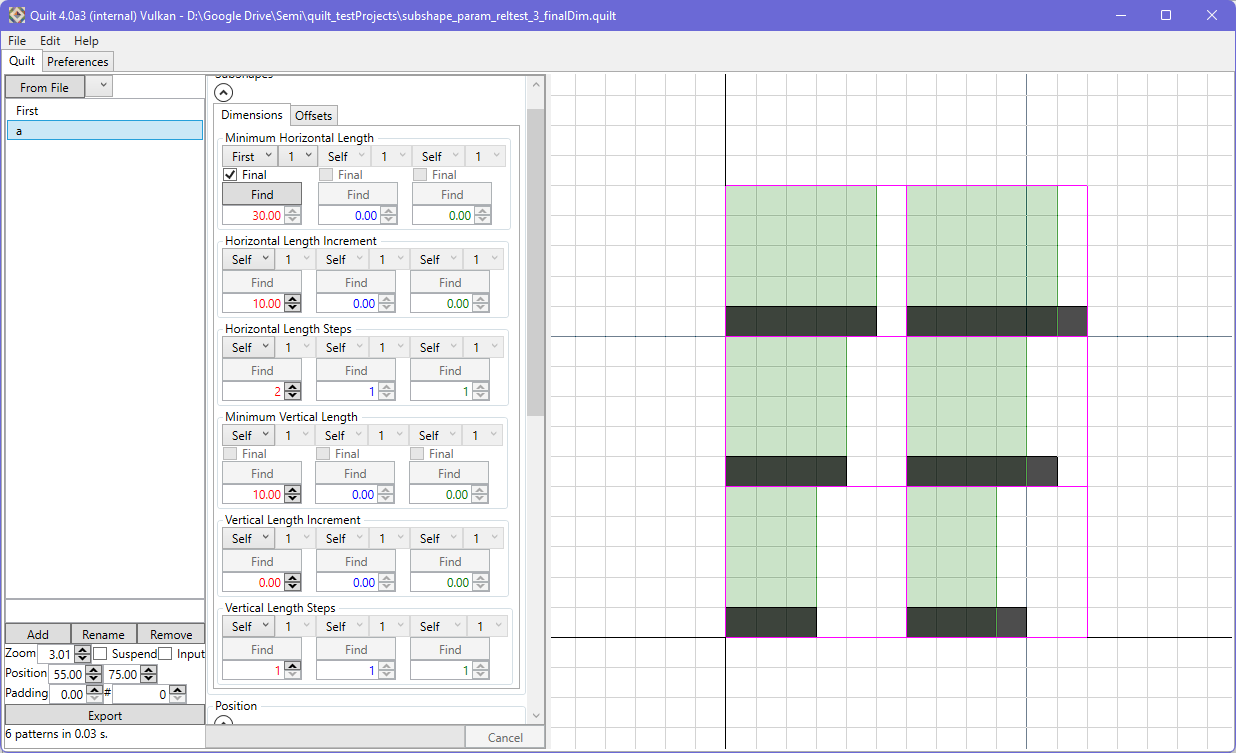 Quilt 4.0a3 (internal) Vulkan - D:\Google Drive\Semi\quilt_testProjects\subshape_param_reltest_3_finalDim.quilt
File Edit Help
Quilt Preferences
From File
First
a
Subshapes
Dimensions Offsets
Minimum Horizontal Length
First 1 Self 1 Self 1
Final Final Final
Find Find Find
30.00 0.00 0.00
Horizontal Length Increment
Self 1 Self 1 Self 1
Find Find Find
10.00 0.00 0.00
Horizontal Length Steps
Self 1 Self 1 Self 1
Find Find Find
2 1 1
Minimum Vertical Length
Self 1 Self 1 Self 1
Final Final Final
Find Find Find
10.00 0.00 0.00
Vertical Length Increment
Self 1 Self 1 Self 1
Find Find Find
0.00 0.00 0.00
Vertical Length Steps
Self 1 Self 1 Self 1
Find Find Find
1 1 1
Position
Cancel
Add Rename Remove
Zoom 3.01 Suspend Input
Position 55.00 75.00
Padding 0.00 # 0
Export
6 patterns in 0.03 s.